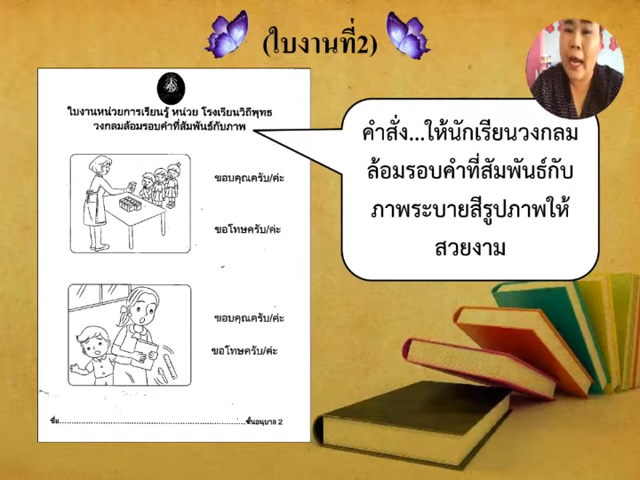 (ใบงานที่2)
ใบงานหน่วยการเรียนรู้ หน่วย โรงเรียนวิถีพุทธ
วงกลมล้อมรอบคำที่สัมพันธ์กับภาพ
ขอบคุณครับ/ค่ะ
ขอโทษครับ/ค่ะ
ขอบคุณครับ/ค่ะ
ขอโทษครับ/ค่ะ
ชื่อ................................................................ชั้นอนุบาล 2
คำสั่ง...ให้นักเรียนวงกลม
ล้อมรอบคำที่สัมพันธ์กับ
ภาพระบายสีรูปภาพให้
สวยงาม